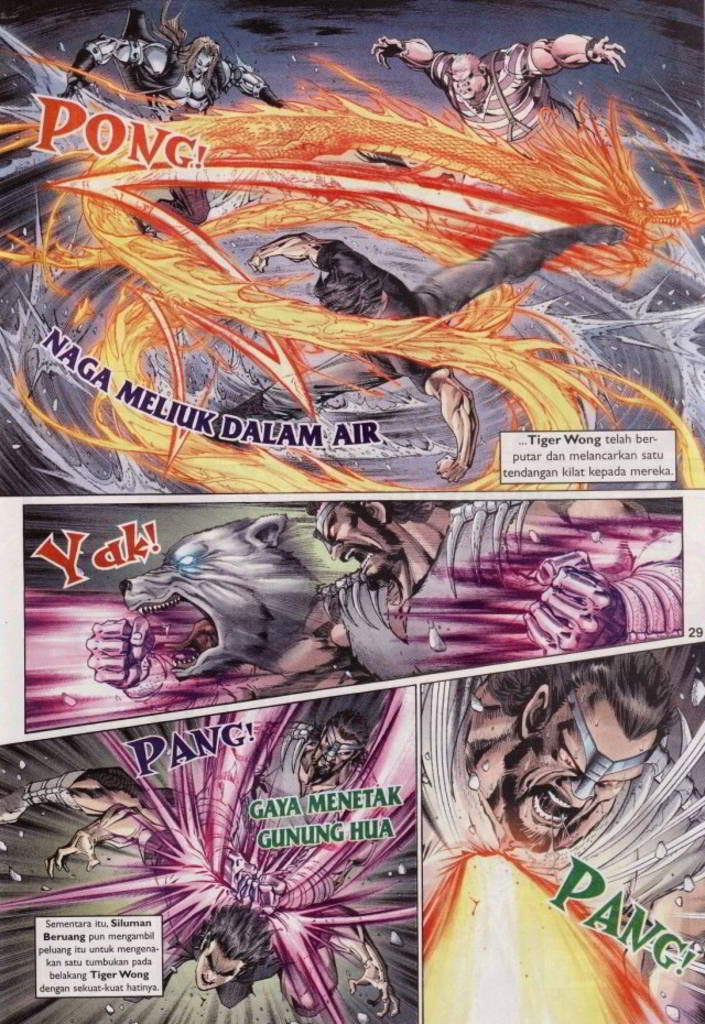 PONG!
NAGA MELIUK DALAM AIR
...Tiger Wong telah ber-
putar dan melancarkan satu
tendangan kilat kepada mereka.
Yak!
29
PANG!
GAYA MENETAK
GUNUNG HUA
Sementara itu, Siluman
Beruang pun mengambil
peluang itu untuk mengena-
kan satu tumbukan pada
belakang Tiger Wong
dengan sekuat-kuat hatinya.
PANG!